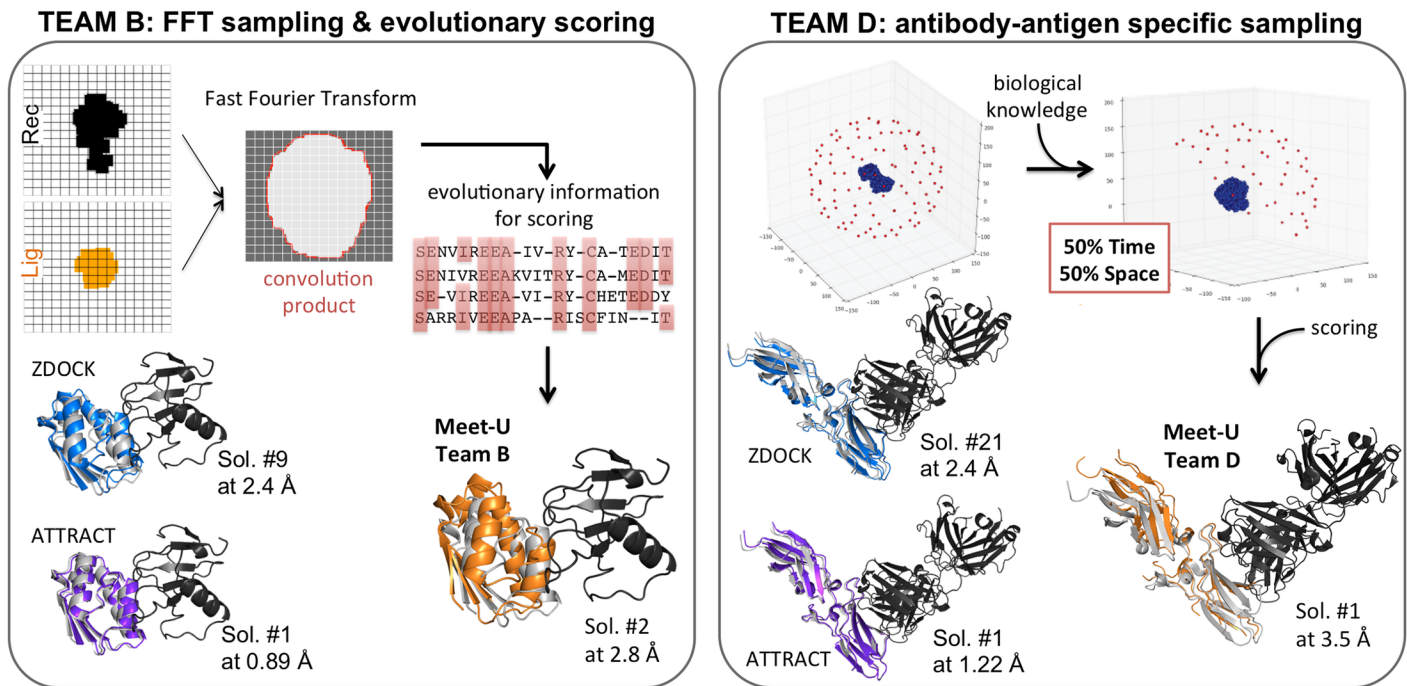 TEAM B: FFT sampling & evolutionary scoring
Rec
Lig
Fast Fourier Transform
convolution
product
evolutionary information
for scoring
SENVIREEA-IV-RY-CA-TEDIT
SENIVREEAKVITRY-CA-MEDIT
SE-VIREEA-VI-RY-CHETEDDY
SARRIVEEAPA--RISCFIN--IT
ZDOCK
Sol. #9
at 2.4 Å
ATTRACT
Sol. #1
at 0.89 Å
Meet-U
Team B
Sol. #2
at 2.8 Å
TEAM D: antibody-antigen specific sampling
biological
knowledge
50% Time
50% Space
scoring
ZDOCK
Sol. #21
at 2.4 Å
ATTRACT
Sol. #1
at 1.22 Å
Meet-U
Team D
Sol. #1
at 3.5 Å